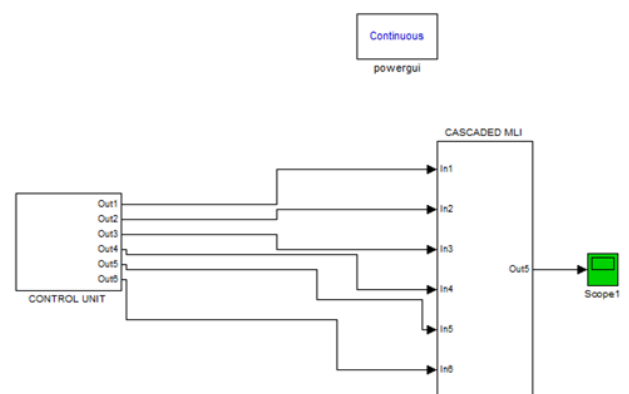 Continuous
powergui
CASCADED MLI
In1
In2
In3
In4
In5
In6
Out5
Out1
Out2
Out3
Out4
Out5
Out6
CONTROL UNIT
Scope1